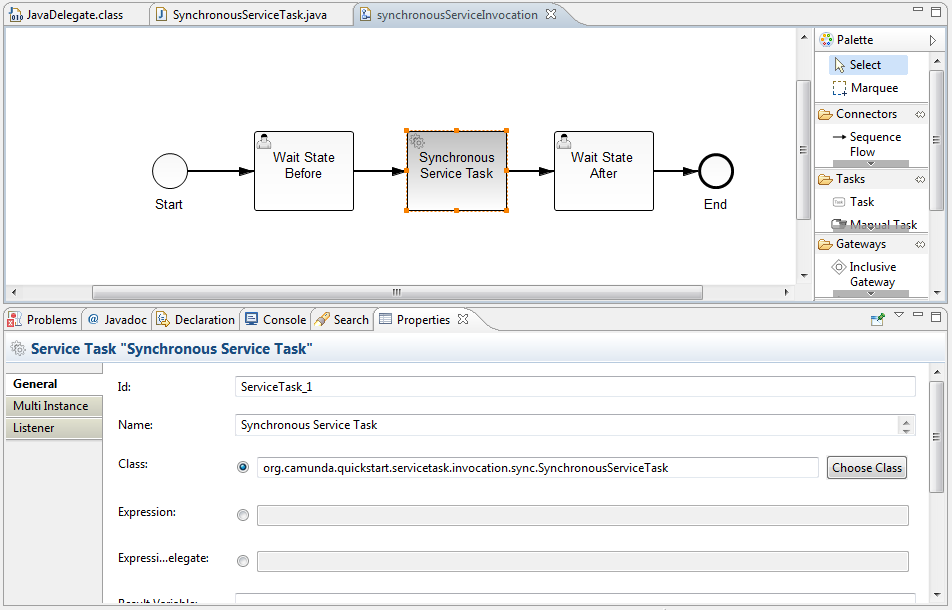 JavaDelegate.class
SynchronousServiceTask.java
synchronousServiceInvocation
Palette
Select
Marquee
Connectors
Sequence
Flow
Tasks
Task
Manual Task
Gateways
Inclusive
Gateway
Start
Wait State
Before
Synchronous
Service Task
Wait State
After
End
Problems
@ Javadoc
Declaration
Console
Search
Properties
Service Task "Synchronous Service Task"
General
Multi Instance
Listener
Id:
ServiceTask_1
Name:
Synchronous Service Task
Class:
org.camunda.quickstart.servicetask.invocation.sync.SynchronousServiceTask
Choose Class
Expression:
Expressi...elegate:
Result Variable: